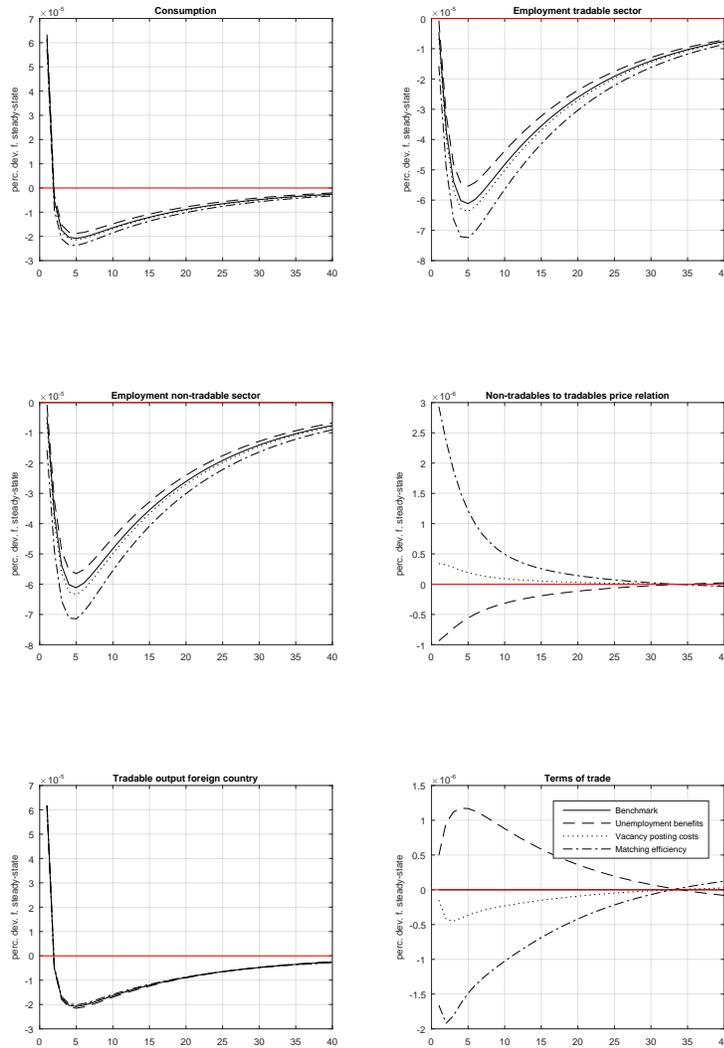 Consumption
×10⁻⁵
7
6
5
4
3
2
1
0
-1
-2
-3
perc. dev. f. steady-state
0 5 10 15 20 25 30 35 40
Employment tradable sector
×10⁻⁵
0
-1
-2
-3
-4
-5
-6
-7
-8
perc. dev. f. steady-state
0 5 10 15 20 25 30 35 40
Employment non-tradable sector
×10⁻⁵
0
-1
-2
-3
-4
-5
-6
-7
-8
perc. dev. f. steady-state
0 5 10 15 20 25 30 35 40
Non-tradables to tradables price relation
×10⁻⁶
3
2.5
2
1.5
1
0.5
0
-0.5
-1
perc. dev. f. steady-state
0 5 10 15 20 25 30 35 40
Tradable output foreign country
×10⁻⁵
7
6
5
4
3
2
1
0
-1
-2
-3
perc. dev. f. steady-state
0 5 10 15 20 25 30 35 40
Terms of trade
×10⁻⁶
1.5
1
0.5
0
-0.5
-1
-1.5
-2
perc. dev. f. steady-state
Benchmark
Unemployment benefits
Vacancy posting costs
Matching efficiency
0 5 10 15 20 25 30 35 40